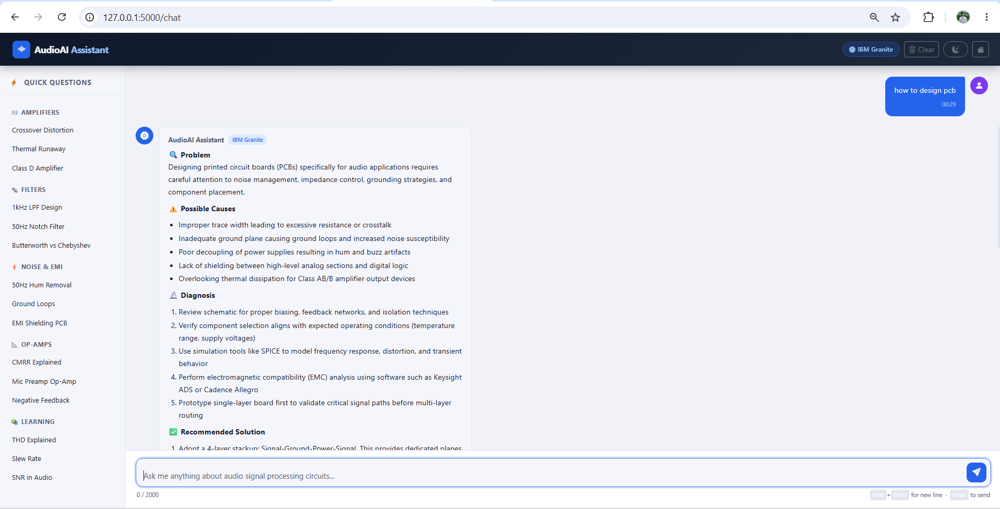 127.0.0.1:5000/chat
AudioAI Assistant
IBM Granite
Clear
QUICK QUESTIONS
AMPLIFIERS
Crossover Distortion
Thermal Runaway
Class D Amplifier
FILTERS
1kHz LPF Design
50Hz Notch Filter
Butterworth vs Chebyshev
NOISE & EMI
50Hz Hum Removal
Ground Loops
EMI Shielding PCB
OP-AMPS
CMRR Explained
Mic Preamp Op-Amp
Negative Feedback
LEARNING
THD Explained
Slew Rate
SNR in Audio
how to design pcb
00:29
AudioAI Assistant IBM Granite
Problem
Designing printed circuit boards (PCBs) specifically for audio applications requires
careful attention to noise management, impedance control, grounding strategies, and
component placement.
Possible Causes
• Improper trace width leading to excessive resistance or crosstalk
• Inadequate ground plane causing ground loops and increased noise susceptibility
• Poor decoupling of power supplies resulting in hum and buzz artifacts
• Lack of shielding between high-level analog sections and digital logic
• Overlooking thermal dissipation for Class AB/B amplifier output devices
Diagnosis
1. Review schematic for proper biasing, feedback networks, and isolation techniques
2. Verify component selection aligns with expected operating conditions (temperature
range, supply voltages)
3. Use simulation tools like SPICE to model frequency response, distortion, and transient
behavior
4. Perform electromagnetic compatibility (EMC) analysis using software such as Keysight
ADS or Cadence Allegro
5. Prototype single-layer board first to validate critical signal paths before multi-layer
routing
Recommended Solution
1. Adopt a 4-layer stackup: Signal-Ground-Power-Signal. This provides dedicated planes
Ask me anything about audio signal processing circuits...
0 / 2000
Shift + Enter for new line · Enter to send